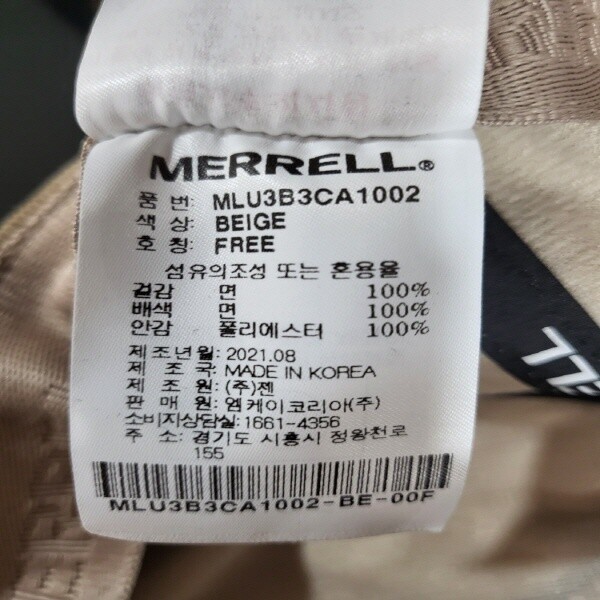 MERRELL®
품 번: MLU3B3CA1002
색 상: BEIGE
호 칭: FREE
섬유의조성 또는 혼용율
겉감 면 100%
배색 면 100%
안감 폴리에스터 100%
제조년월: 2021.08
제 조 국: MADE IN KOREA
제 조 원: (주)젠
판 매 원: 엠케이코리아(주)
소비지상담실: 1661-4356
주 소: 경기도 시흥시 정왕천로
155
MLU3B3CA1002-BE-00F